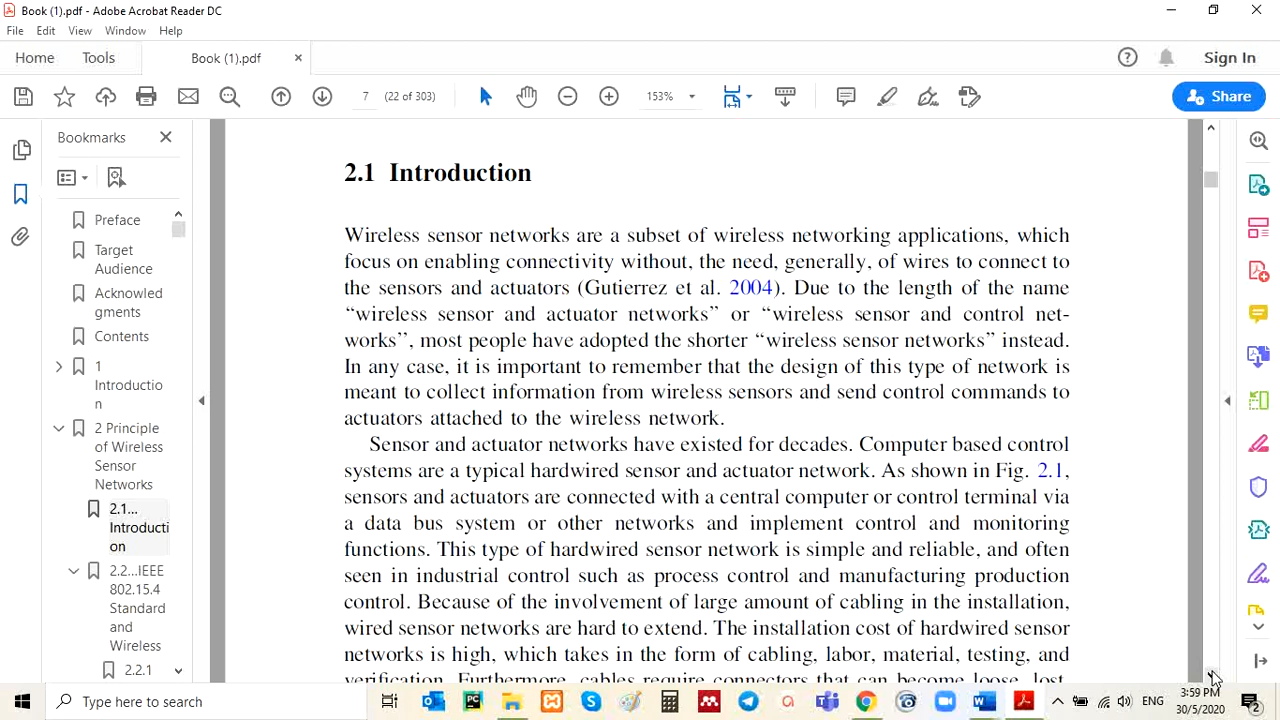 Book (1).pdf - Adobe Acrobat Reader DC
File Edit View Window Help
Home Tools Book (1).pdf × Sign In
7 (22 of 303) 153% Share
Bookmarks
Preface
Target
Audience
Acknowled
gments
Contents
1
Introductio
n
2 Principle
of Wireless
Sensor
Networks
2.1...
Introducti
on
2.2...IEEE
802.15.4
Standard
and
Wireless
2.2.1
2.1 Introduction
Wireless sensor networks are a subset of wireless networking applications, which
focus on enabling connectivity without, the need, generally, of wires to connect to
the sensors and actuators (Gutierrez et al. 2004). Due to the length of the name
‘‘wireless sensor and actuator networks’’ or ‘‘wireless sensor and control net-
works’’, most people have adopted the shorter ‘‘wireless sensor networks’’ instead.
In any case, it is important to remember that the design of this type of network is
meant to collect information from wireless sensors and send control commands to
actuators attached to the wireless network.
Sensor and actuator networks have existed for decades. Computer based control
systems are a typical hardwired sensor and actuator network. As shown in Fig. 2.1,
sensors and actuators are connected with a central computer or control terminal via
a data bus system or other networks and implement control and monitoring
functions. This type of hardwired sensor network is simple and reliable, and often
seen in industrial control such as process control and manufacturing production
control. Because of the involvement of large amount of cabling in the installation,
wired sensor networks are hard to extend. The installation cost of hardwired sensor
networks is high, which takes in the form of cabling, labor, material, testing, and
verification. Furthermore, cables require connectors that can become loose, lost,
Type here to search
ENG
3:59 PM
30/5/2020
2